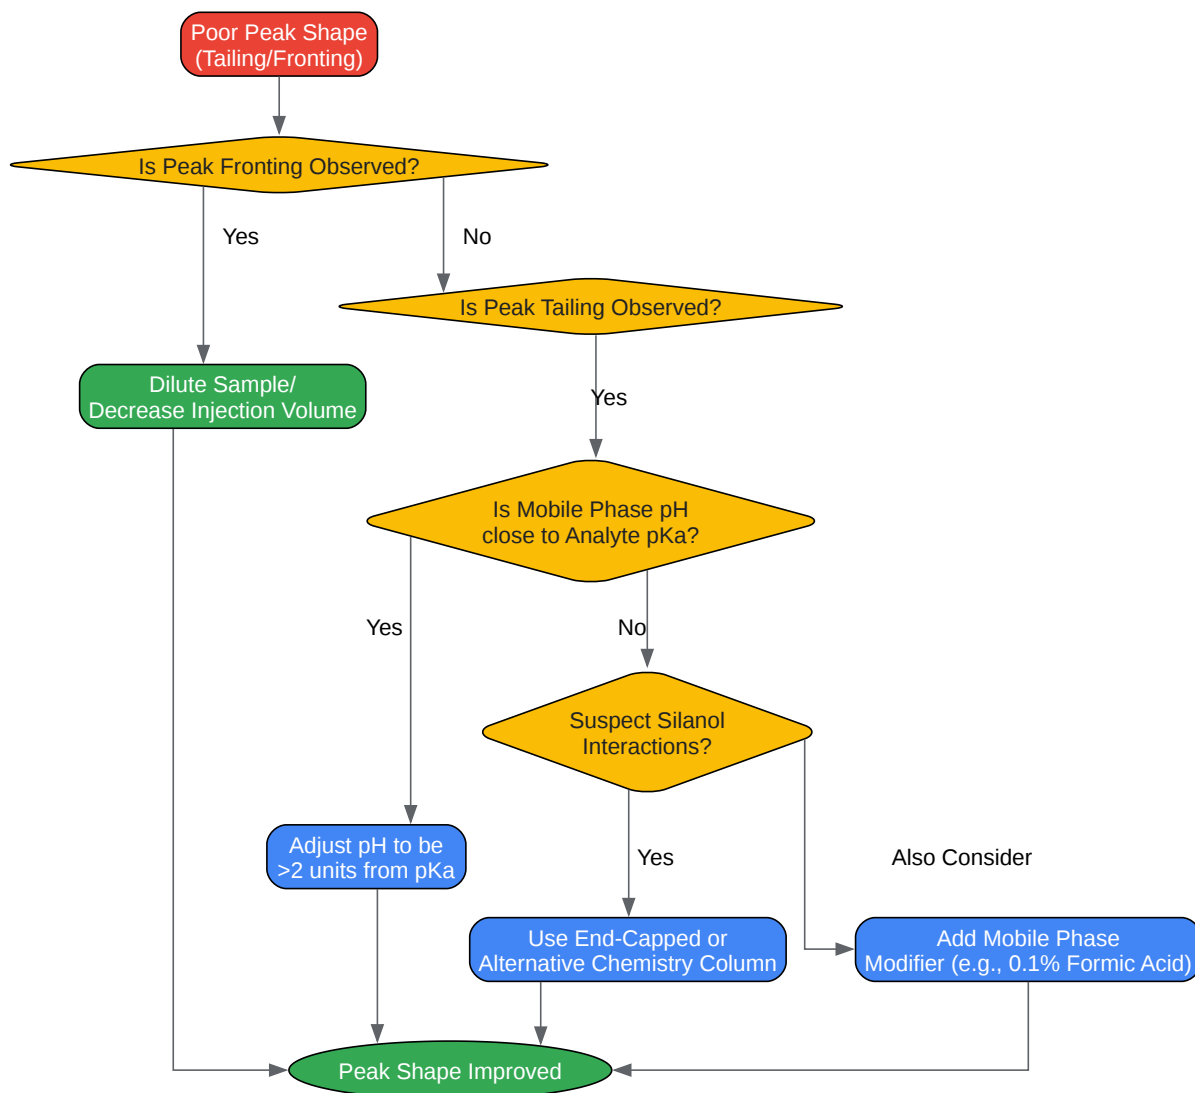 Poor Peak Shape
(Tailing/Fronting)
Is Peak Fronting Observed?
Yes
No
Is Peak Tailing Observed?
Dilute Sample/
Decrease Injection Volume
Yes
Is Mobile Phase pH
close to Analyte pKa?
Yes
No
Suspect Silanol
Interactions?
Adjust pH to be
>2 units from pKa
Yes
Also Consider
Use End-Capped or
Alternative Chemistry Column
Add Mobile Phase
Modifier (e.g., 0.1% Formic Acid)
Peak Shape Improved